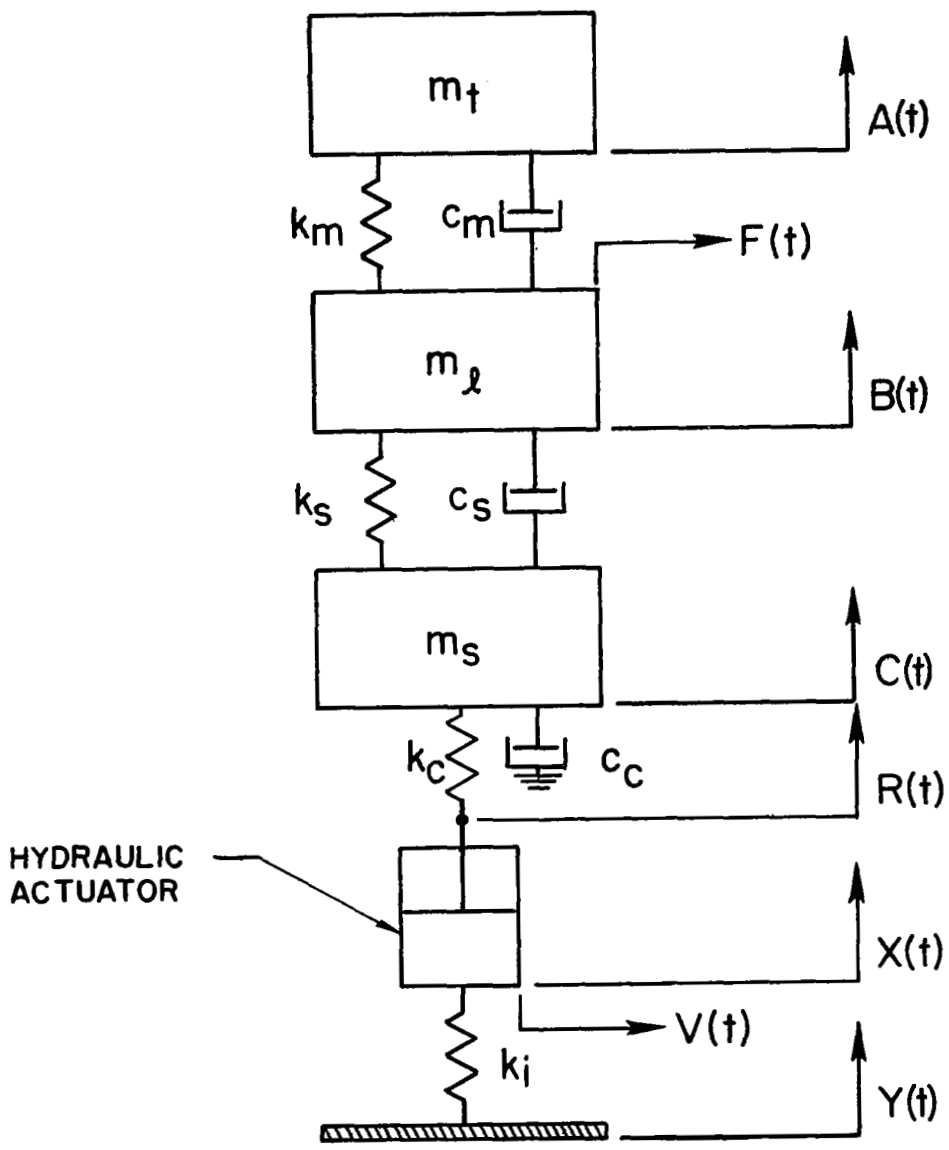 m_t
A(t)
k_m
c_m
F(t)
m_ℓ
B(t)
k_s
c_s
m_s
C(t)
k_c
c_c
R(t)
HYDRAULIC
ACTUATOR
X(t)
V(t)
k_i
Y(t)